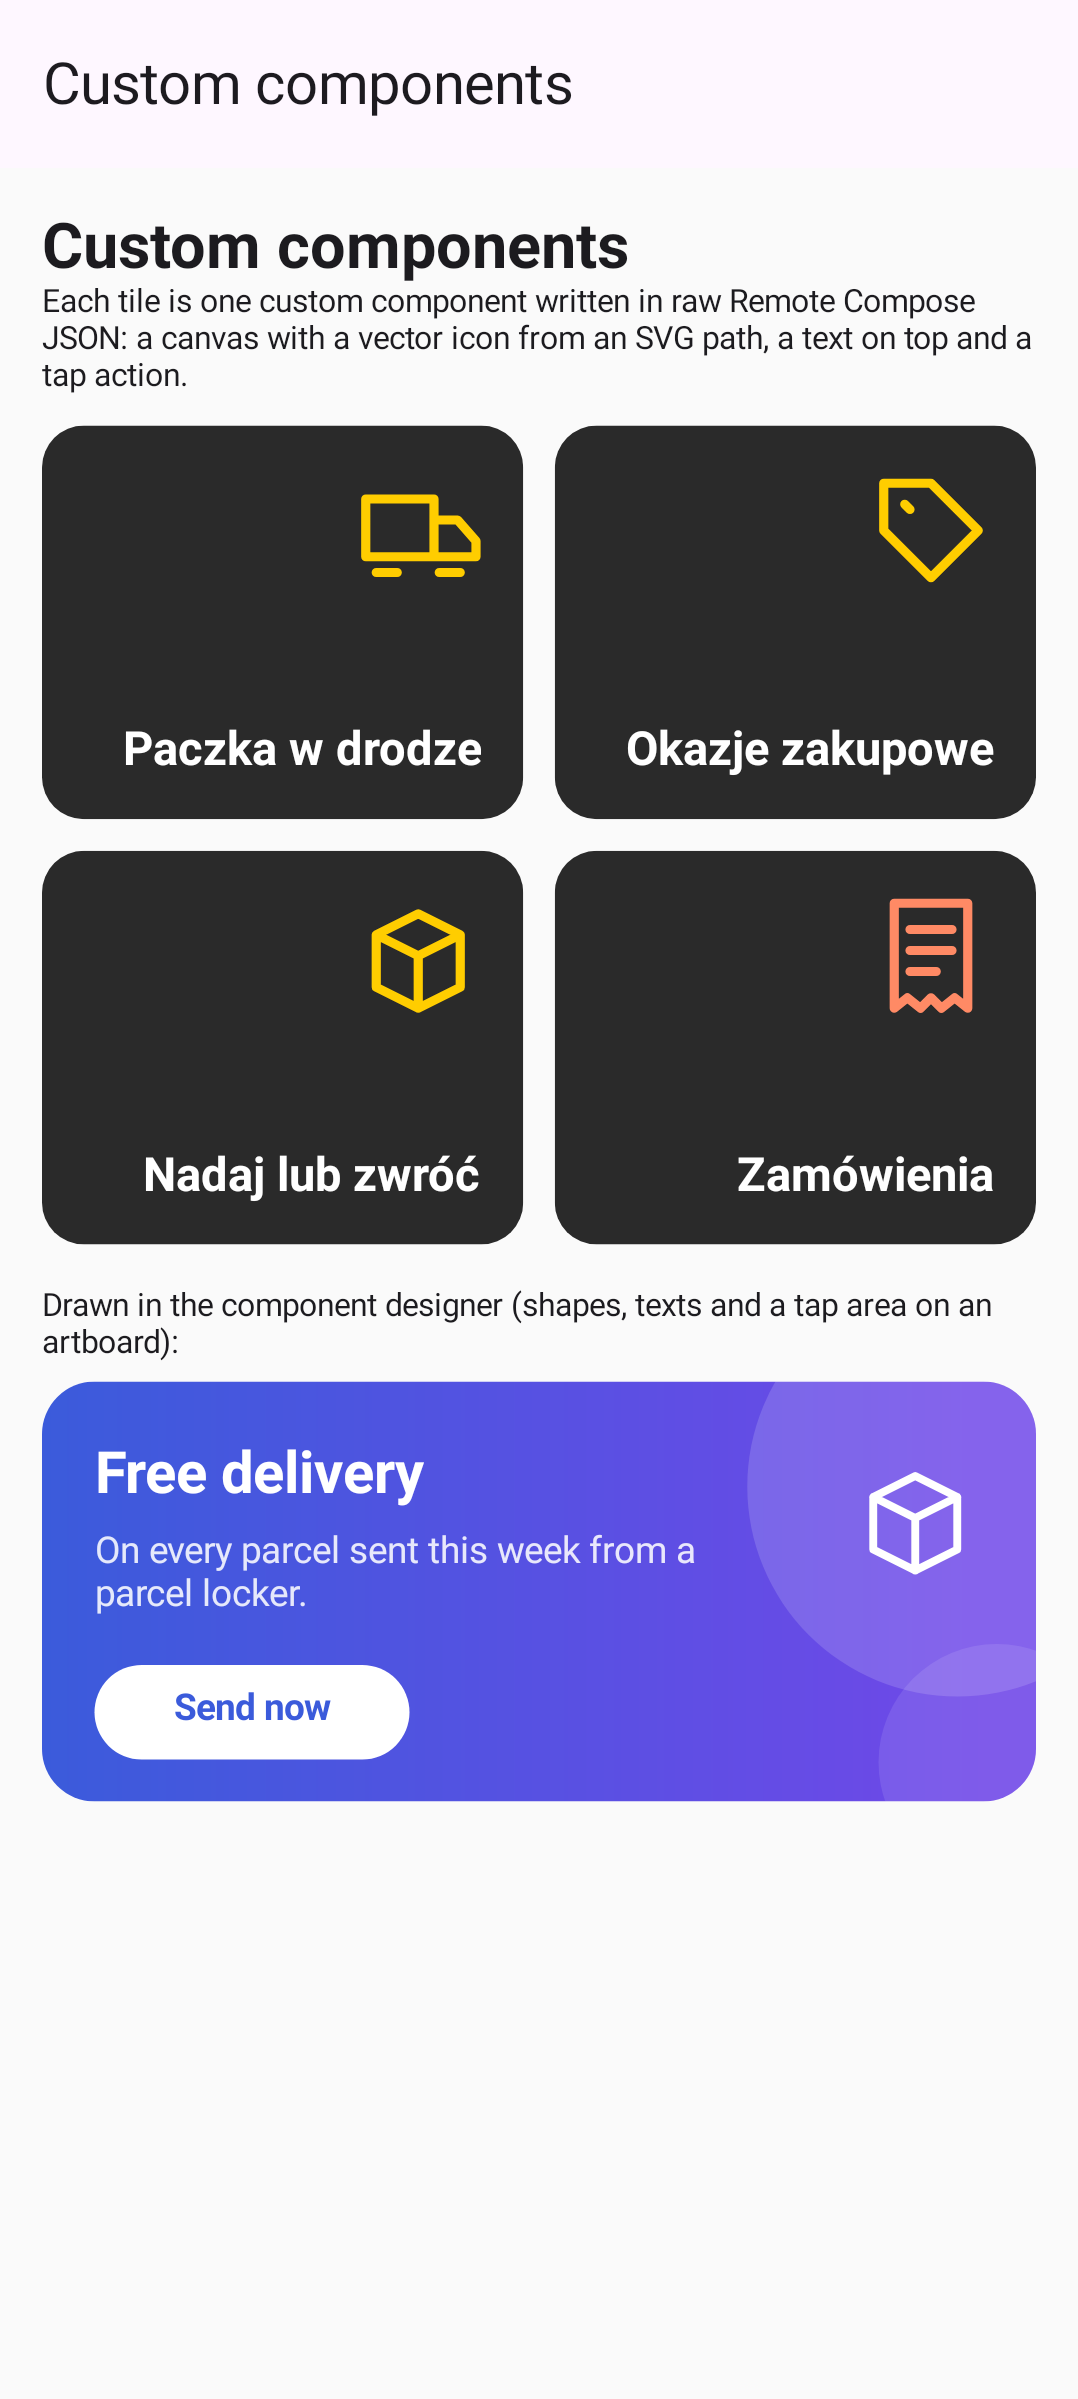 Custom components
Custom components
Each tile is one custom component written in raw Remote Compose
JSON: a canvas with a vector icon from an SVG path, a text on top and a
tap action.
Paczka w drodze
Okazje zakupowe
Nadaj lub zwróć
Zamówienia
Drawn in the component designer (shapes, texts and a tap area on an
artboard):
Free delivery
On every parcel sent this week from a
parcel locker.
Send now